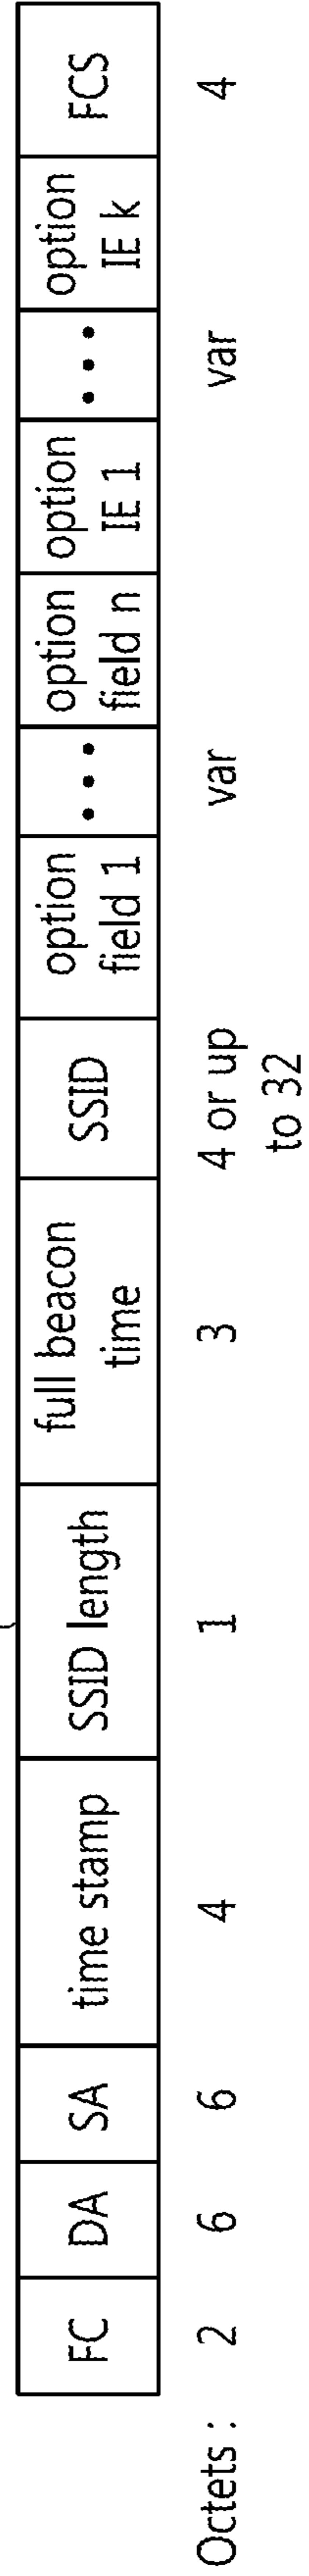 FC
DA
SA
time stamp
SSID length
full beacon
time
SSID
option
field 1
• • •
option
field n
option
IE 1
• • •
option
IE k
FCS
Octets : 2 6 6 4 1 3 4 or up var var 4
to 32